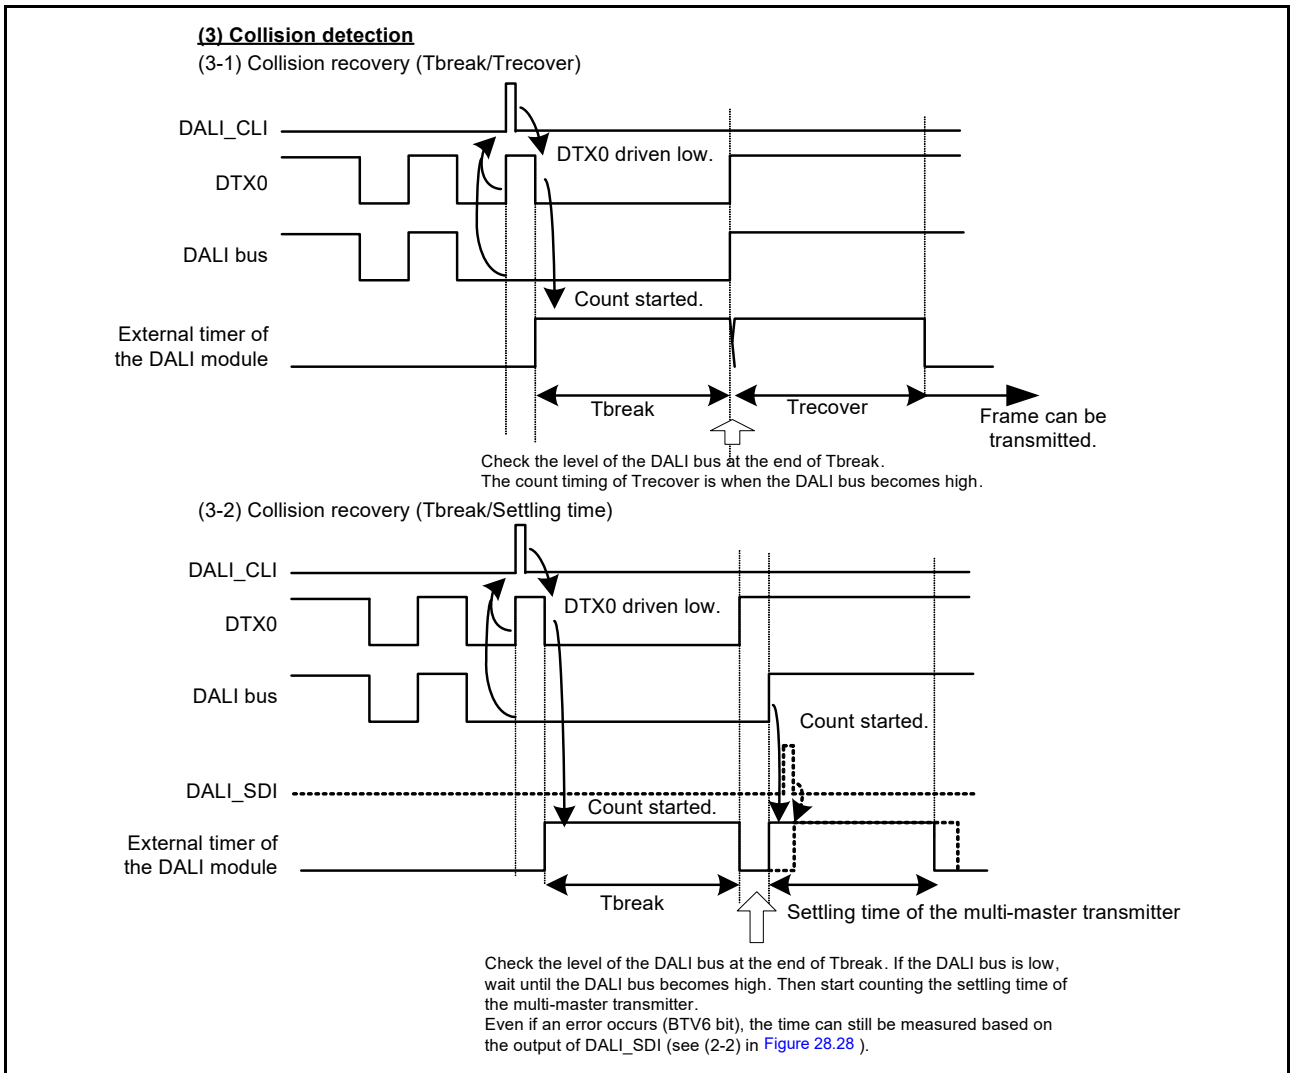 (3) Collision detection
(3-1) Collision recovery (Tbreak/Trecover)
DALI_CLI
DTX0 driven low.
DTX0
DALI bus
Count started.
External timer of
the DALI module
Tbreak
Trecover
Frame can be
transmitted.
Check the level of the DALI bus at the end of Tbreak.
The count timing of Trecover is when the DALI bus becomes high.
(3-2) Collision recovery (Tbreak/Settling time)
DALI_CLI
DTX0 driven low.
DTX0
DALI bus
Count started.
DALI_SDI
Count started.
External timer of
the DALI module
Tbreak
Settling time of the multi-master transmitter
Check the level of the DALI bus at the end of Tbreak. If the DALI bus is low,
wait until the DALI bus becomes high. Then start counting the settling time of
the multi-master transmitter.
Even if an error occurs (BTV6 bit), the time can still be measured based on
the output of DALI_SDI (see (2-2) in Figure 28.28 ).